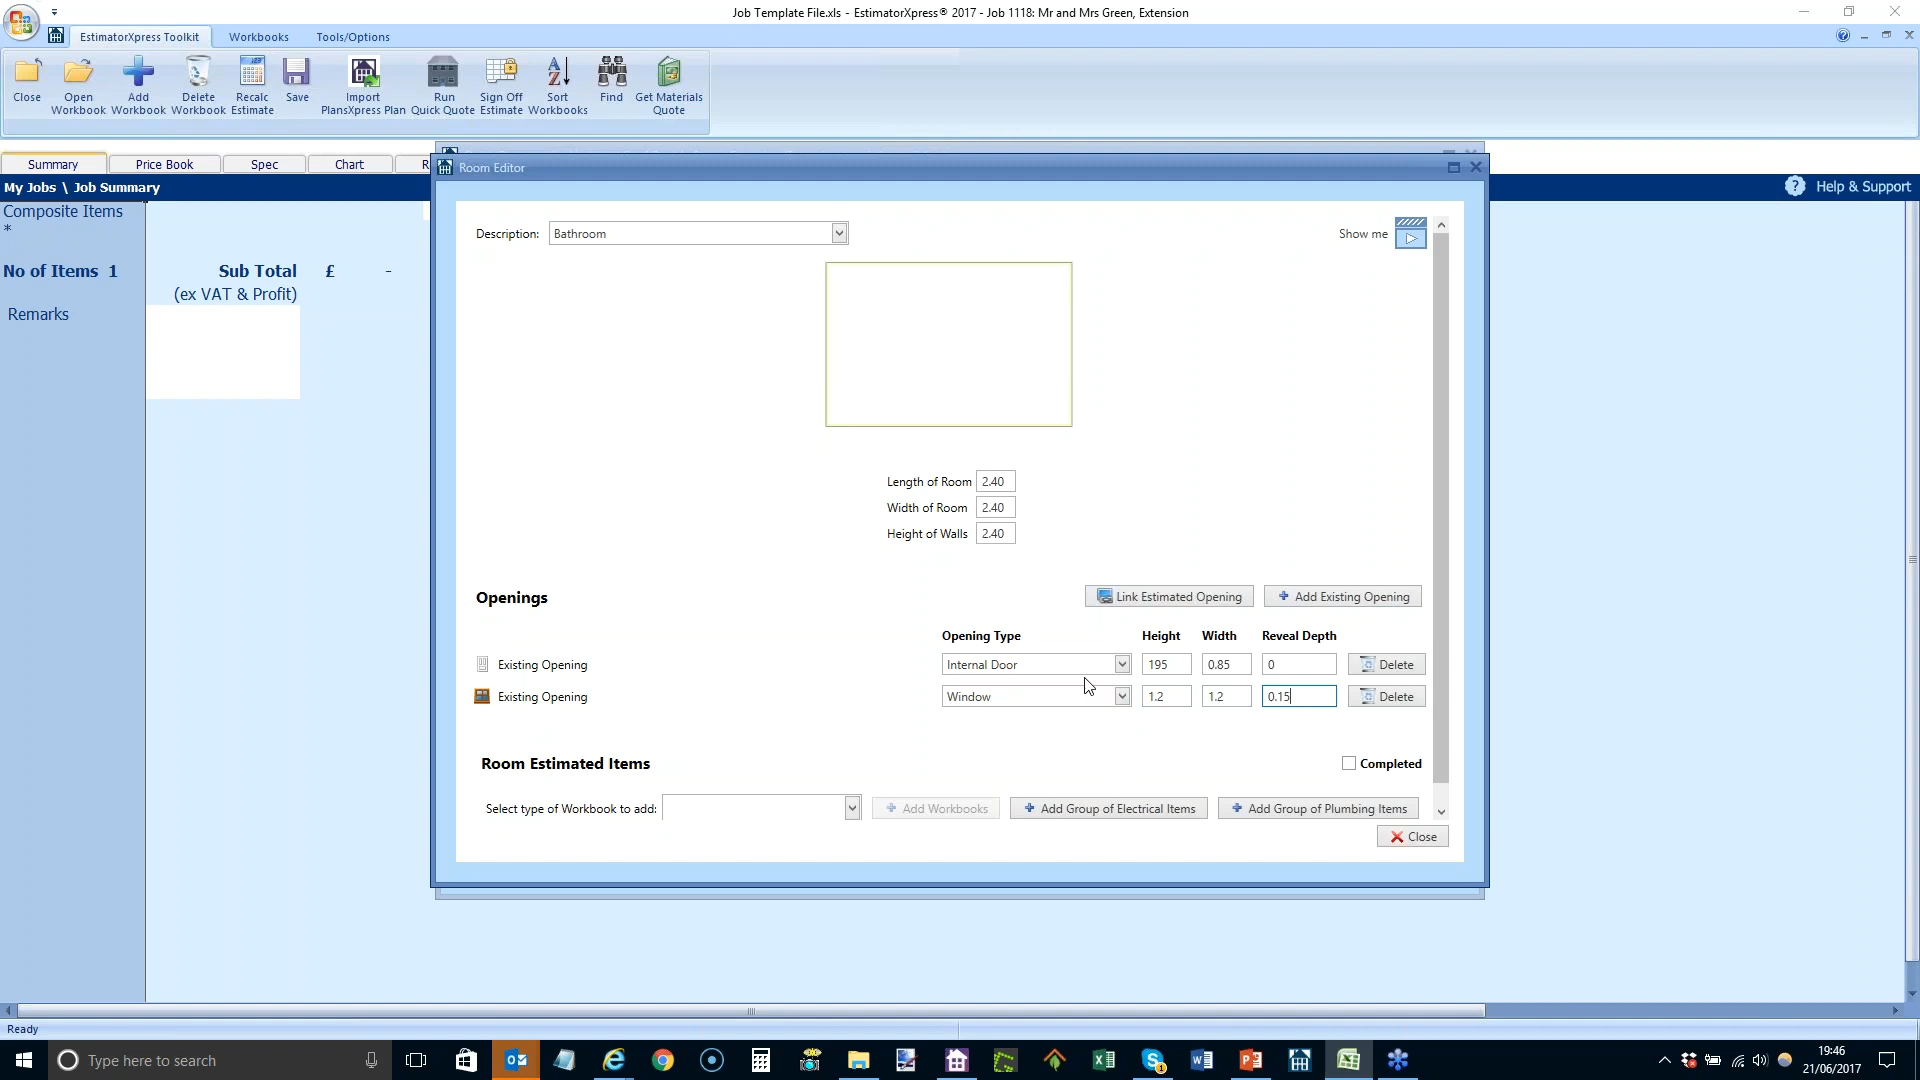 Job Template File.xls - EstimatorXpress® 2017 - Job 1118: Mr and Mrs Green, Extension
EstimatorXpress Toolkit Workbooks Tools/Options
Close
Open Workbook
Add Workbook
Delete Workbook
Recalc Estimate
Save
Import PlansXpress Plan
Run Quick Quote
Sign Off Estimate
Sort Workbooks
Find
Get Materials Quote
Summary Price Book Spec Chart R
My Jobs \ Job Summary
? Help & Support
Composite Items
*
No of Items 1 Sub Total £ -
(ex VAT & Profit)
Remarks
Room Editor
Description: Bathroom
Show me
Length of Room 2.40
Width of Room 2.40
Height of Walls 2.40
Openings
Link Estimated Opening
+ Add Existing Opening
Opening Type Height Width Reveal Depth
Existing Opening Internal Door 195 0.85 0 Delete
Existing Opening Window 1.2 1.2 0.15 Delete
Room Estimated Items
Completed
Select type of Workbook to add:
+ Add Workbooks
+ Add Group of Electrical Items
+ Add Group of Plumbing Items
Close
Ready
Type here to search
19:46
21/06/2017